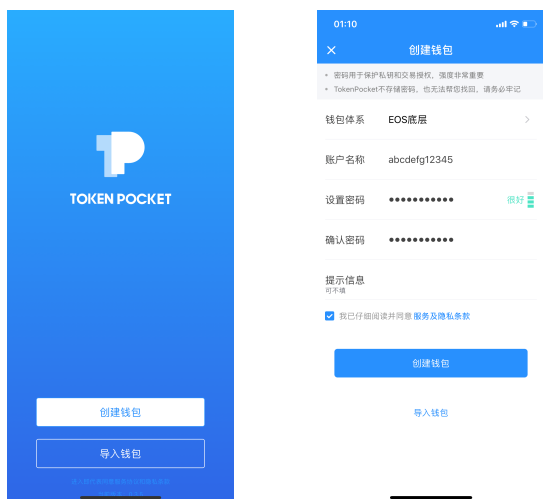 TOKEN POCKET
创建钱包
导入钱包
01:10
创建钱包
密码用于保护私钥和交易授权，强度非常重要
TokenPocket不存储密码，也无法帮您找回，请务必牢记
钱包体系 EOS底层
账户名称 abcdefg12345
设置密码 ●●●●●●●●●●● 很好
确认密码 ●●●●●●●●●●●
提示信息
可不填
我已仔细阅读并同意 服务及隐私条款
创建钱包
导入钱包